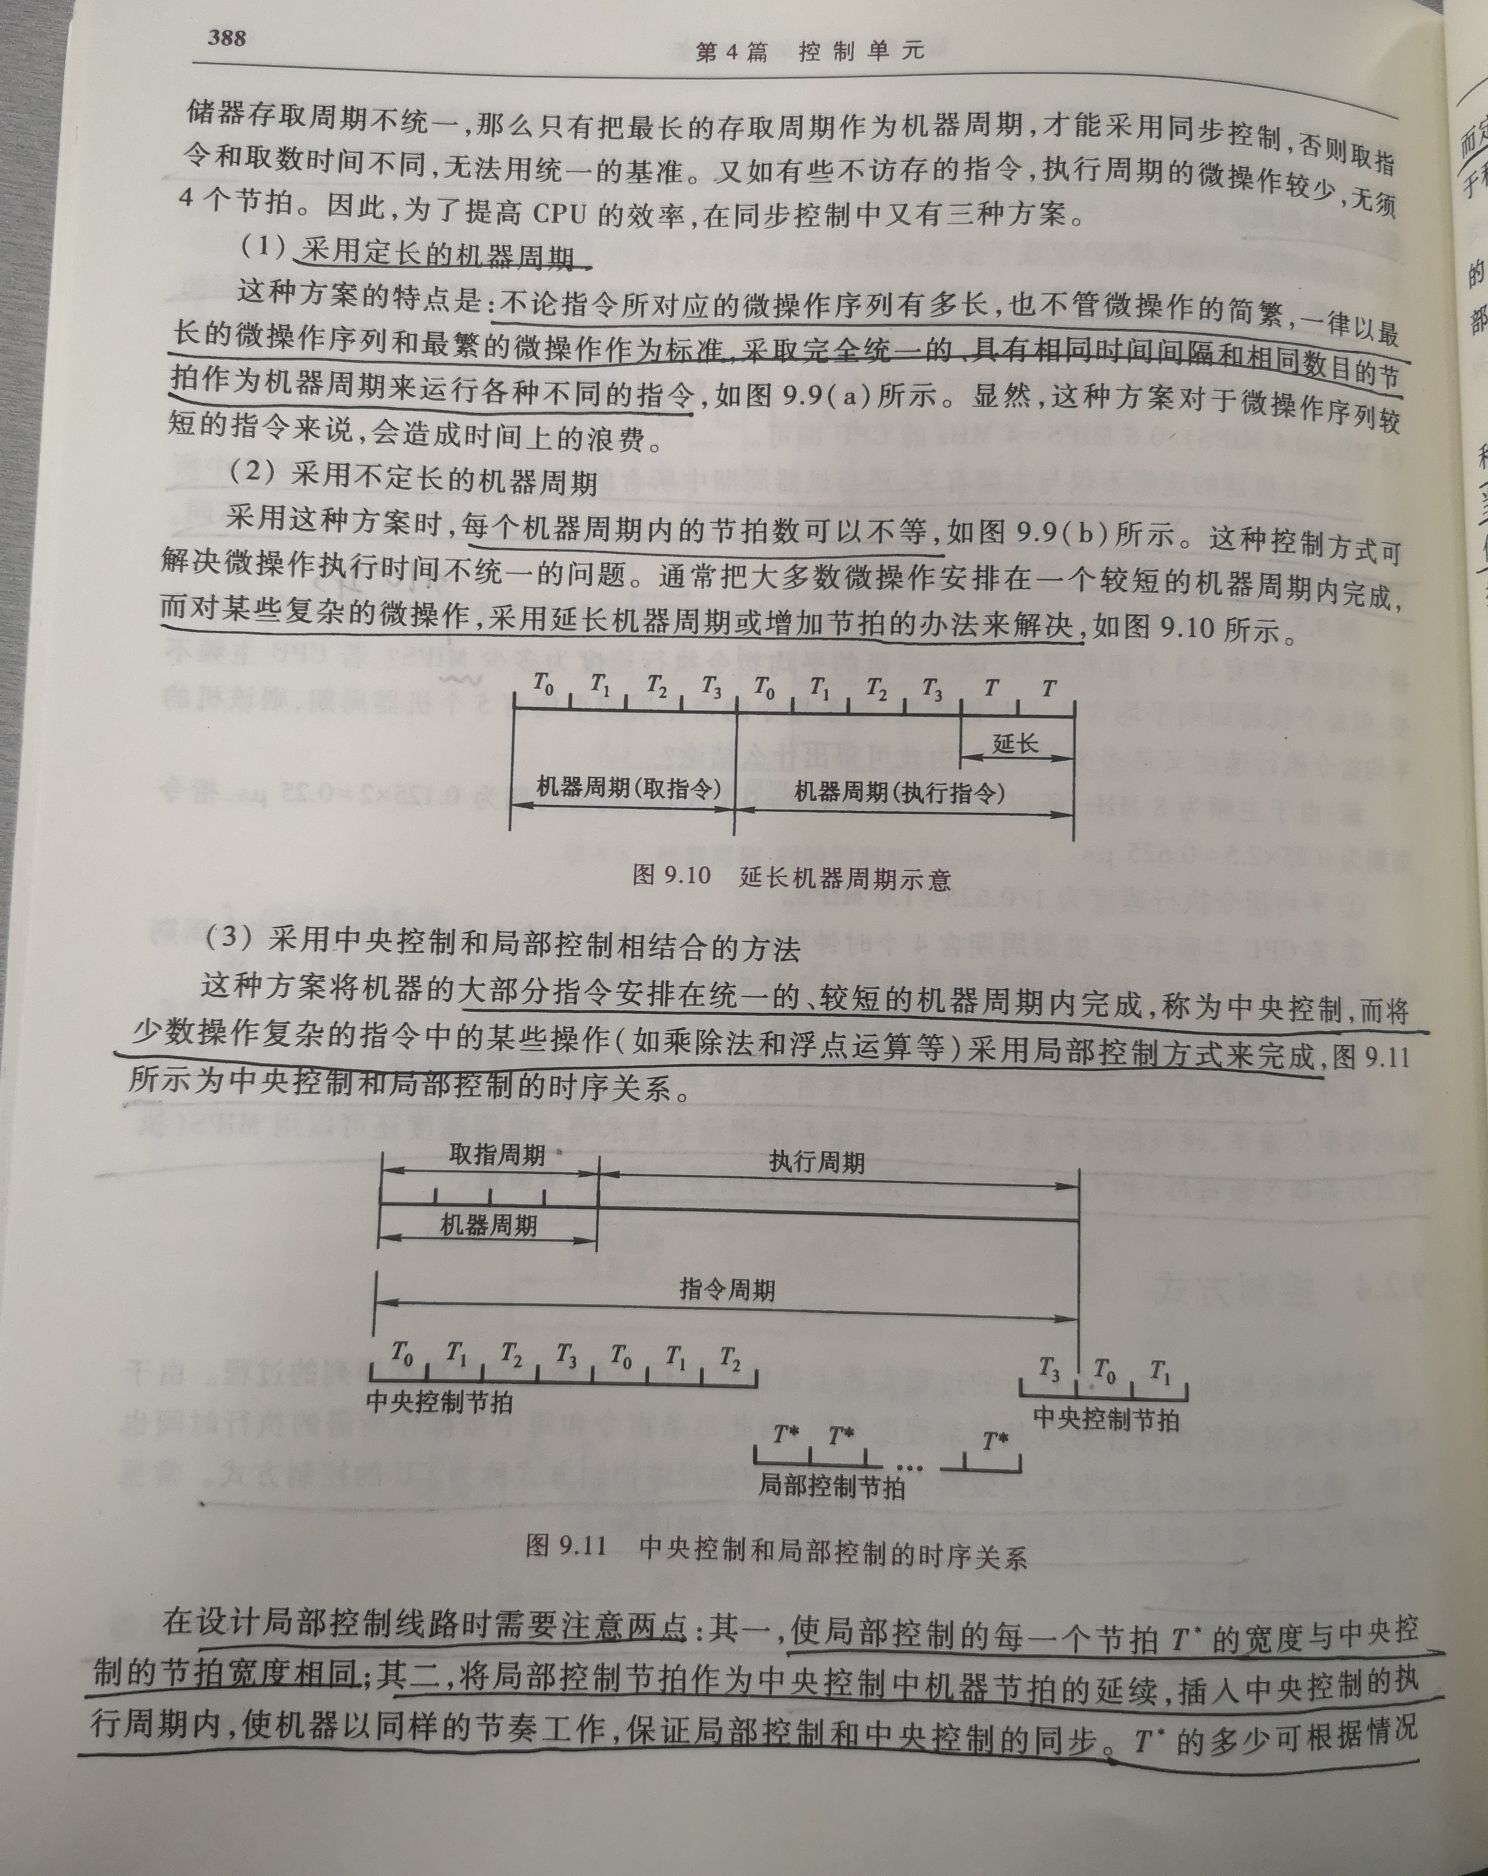 388
第4篇 控制单元
储器存取周期不统一,那么只有把最长的存取周期作为机器周期,才能采用同步控制,否则取指
令和取数时间不同,无法用统一的基准。又如有些不访存的指令,执行周期的微操作较少,无须
4个节拍。因此,为了提高 CPU 的效率,在同步控制中又有三种方案。
(1) 采用定长的机器周期
这种方案的特点是:不论指令所对应的微操作序列有多长,也不管微操作的简繁,一律以最
长的微操作序列和最繁的微操作作为标准,采取完全统一的、具有相同时间间隔和相同数目的节
拍作为机器周期来运行各种不同的指令,如图 9.9(a)所示。显然,这种方案对于微操作序列较
短的指令来说,会造成时间上的浪费。
(2) 采用不定长的机器周期
采用这种方案时,每个机器周期内的节拍数可以不等,如图 9.9(b)所示。这种控制方式可
解决微操作执行时间不统一的问题。通常把大多数微操作安排在一个较短的机器周期内完成,
而对某些复杂的微操作,采用延长机器周期或增加节拍的办法来解决,如图 9.10 所示。
T0 T1 T2 T3 T0 T1 T2 T3 T T
延长
机器周期(取指令) 机器周期(执行指令)
图 9.10 延长机器周期示意
(3) 采用中央控制和局部控制相结合的方法
这种方案将机器的大部分指令安排在统一的、较短的机器周期内完成,称为中央控制,而将
少数操作复杂的指令中的某些操作(如乘除法和浮点运算等)采用局部控制方式来完成,图 9.11
所示为中央控制和局部控制的时序关系。
取指周期 执行周期
机器周期
指令周期
T0 T1 T2 T3 T0 T1 T2 T3 T0 T1
中央控制节拍 中央控制节拍
T* T* … T*
局部控制节拍
图 9.11 中央控制和局部控制的时序关系
在设计局部控制线路时需要注意两点:其一,使局部控制的每一个节拍 T* 的宽度与中央控
制的节拍宽度相同;其二,将局部控制节拍作为中央控制中机器节拍的延续,插入中央控制的执
行周期内,使机器以同样的节奏工作,保证局部控制和中央控制的同步。T* 的多少可根据情况